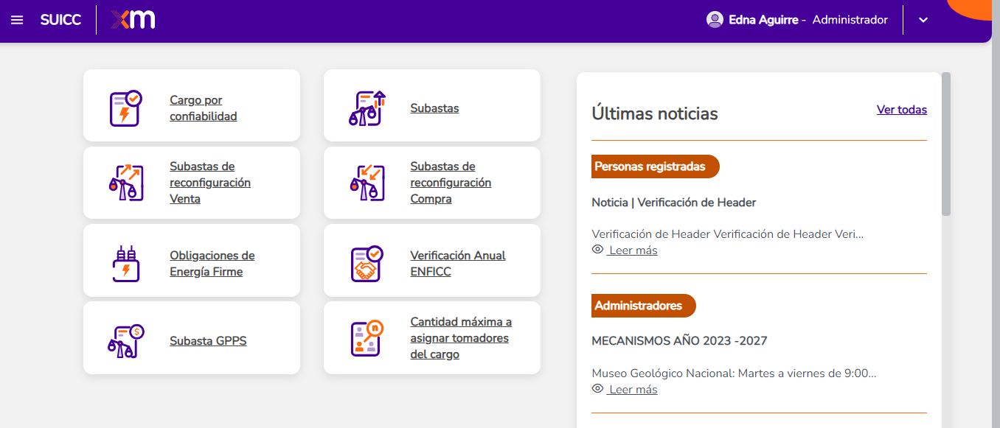 SUICC
xm
Edna Aguirre - Administrador
Cargo por
confiabilidad
Subastas
Subastas de
reconfiguración
Venta
Subastas de
reconfiguración
Compra
Obligaciones de
Energía Firme
Verificación Anual
ENFICC
$
Subasta GPPS
n
Cantidad máxima a
asignar tomadores
del cargo
Últimas noticias
Ver todas
Personas registradas
Noticia | Verificación de Header
Verificación de Header Verificación de Header Veri...
Leer más
Administradores
MECANISMOS AÑO 2023 -2027
Museo Geológico Nacional: Martes a viernes de 9:00...
Leer más